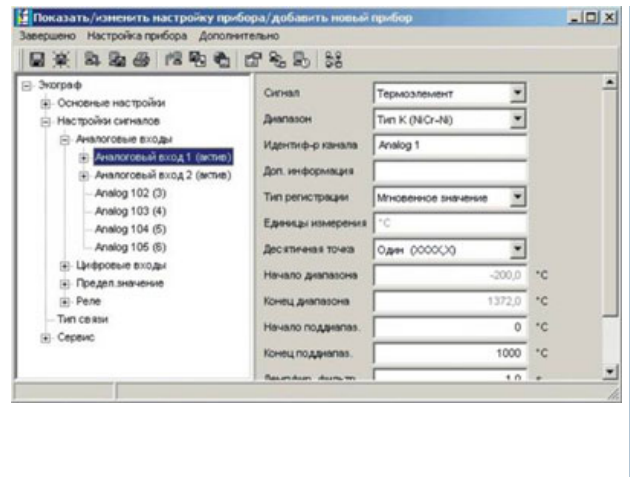 Показать/изменить настройку прибора/добавить новый прибор
Завершено Настройка прибора Дополнительно
Экограф
Основные настройки
Настройки сигналов
Аналоговые входы
Аналоговый вход 1 (актив)
Аналоговый вход 2 (актив)
Analog 102 (3)
Analog 103 (4)
Analog 104 (5)
Analog 105 (6)
Цифровые входы
Предел.значение
Реле
Тип связи
Сервис
Сигнал Термоэлемент
Диапазон Тип K (NiCr-Ni)
Идентиф-р канала Analog 1
Доп. информация
Тип регистрации Мгновенное значение
Единицы измерения °C
Десятичная точка Один (XXXX,X)
Начало диапазона -200,0 °C
Конец диапазона 1372,0 °C
Начало поддиапаз. 0 °C
Конец поддиапаз. 1000 °C
1,0